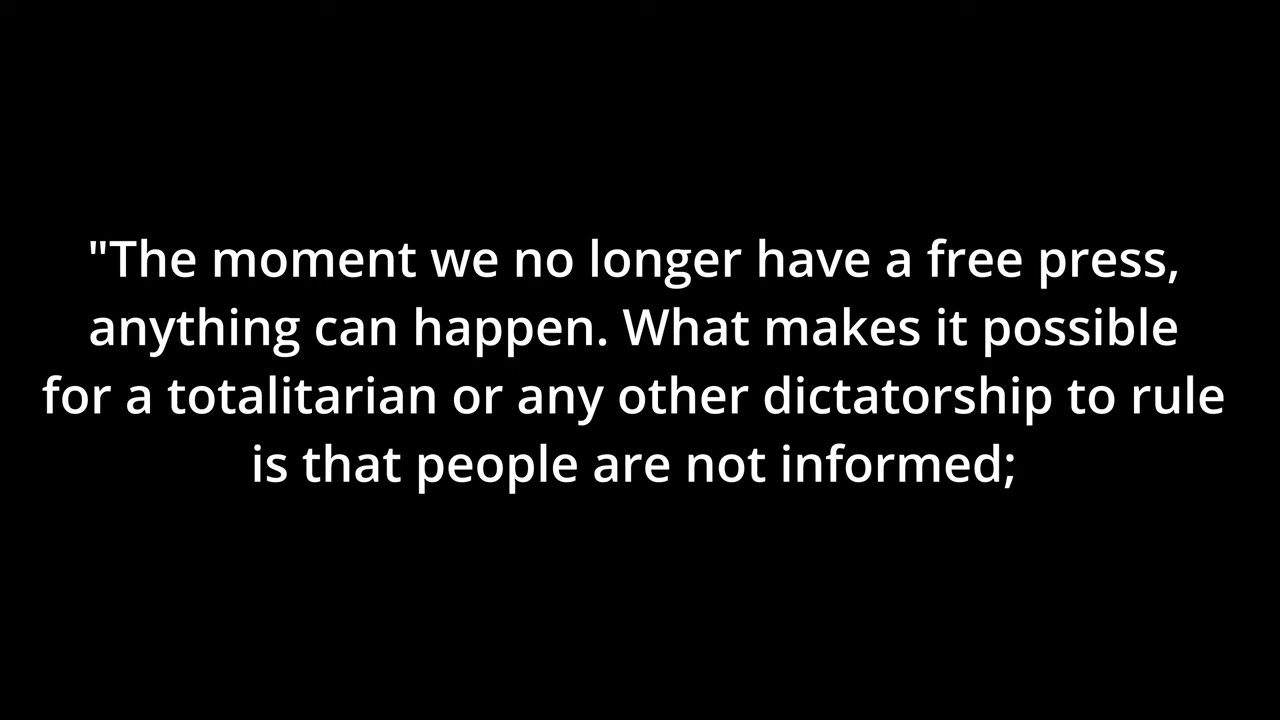 "The moment we no longer have a free press,
anything can happen. What makes it possible
for a totalitarian or any other dictatorship to rule
is that people are not informed;